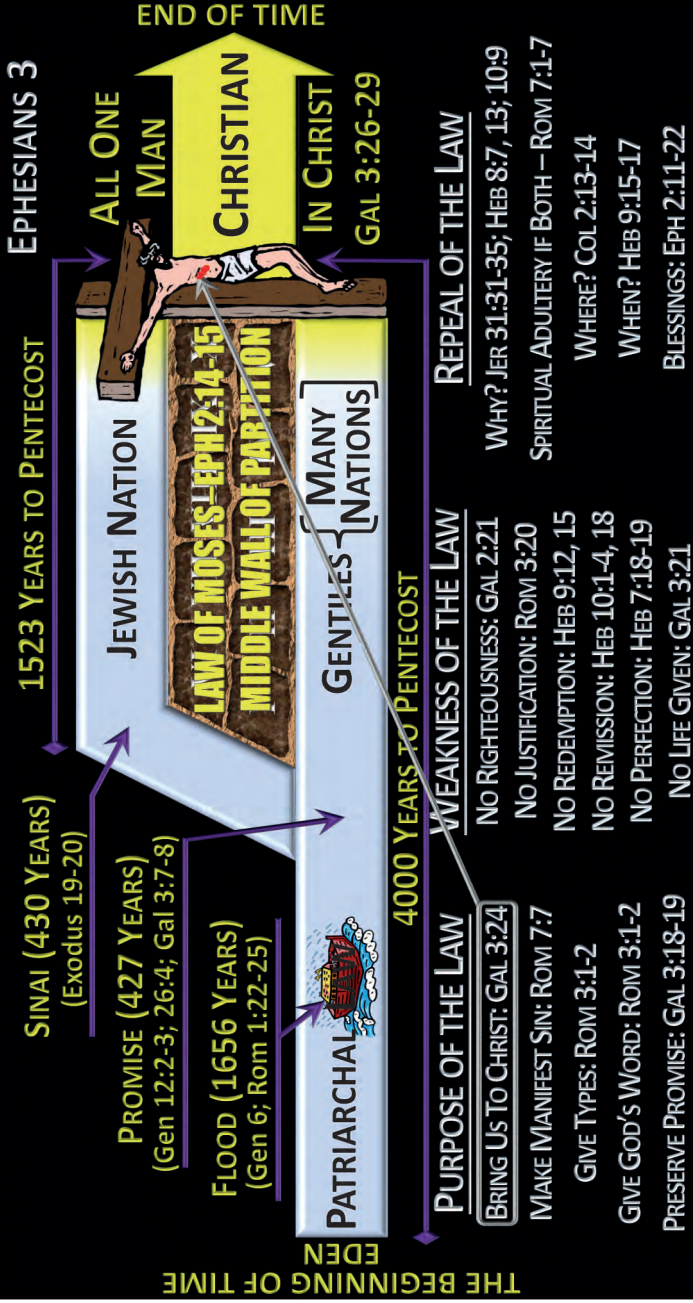 EPHESIANS 3
THE BEGINNING OF TIME
EDEN
SINAI (430 YEARS)
(Exodus 19-20)
PROMISE (427 YEARS)
(Gen 12:2-3; 26:4; Gal 3:7-8)
FLOOD (1656 YEARS)
(Gen 6; Rom 1:22-25)
1523 YEARS TO PENTECOST
JEWISH NATION
LAW OF MOSES–EPH 2:14-15
MIDDLE WALL OF PARTITION
PATRIARCHAL
GENTILES
MANY
NATIONS
ALL ONE
MAN
CHRISTIAN
IN CHRIST
GAL 3:26-29
END OF TIME
4000 YEARS TO PENTECOST
PURPOSE OF THE LAW
BRING US TO CHRIST: GAL 3:24
MAKE MANIFEST SIN: ROM 7:7
GIVE TYPES: ROM 3:1-2
GIVE GOD'S WORD: ROM 3:1-2
PRESERVE PROMISE: GAL 3:18-19
WEAKNESS OF THE LAW
NO RIGHTEOUSNESS: GAL 2:21
NO JUSTIFICATION: ROM 3:20
NO REDEMPTION: HEB 9:12, 15
NO REMISSION: HEB 10:1-4, 18
NO PERFECTION: HEB 7:18-19
NO LIFE GIVEN: GAL 3:21
REPEAL OF THE LAW
WHY? JER 31:31-35; HEB 8:7, 13; 10:9
SPIRITUAL ADULTERY IF BOTH – ROM 7:1-7
WHERE? COL 2:13-14
WHEN? HEB 9:15-17
BLESSINGS: EPH 2:11-22